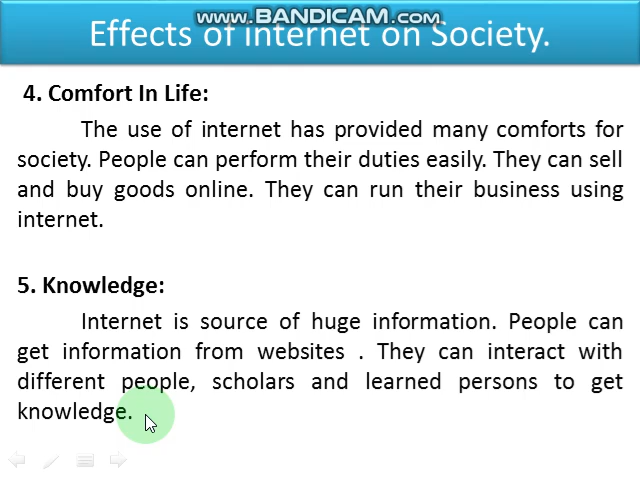 www.BANDICAM.com
Effects of internet on Society.
4. Comfort In Life:
The use of internet has provided many comforts for
society. People can perform their duties easily. They can sell
and buy goods online. They can run their business using
internet.
5. Knowledge:
Internet is source of huge information. People can
get information from websites . They can interact with
different people, scholars and learned persons to get
knowledge.